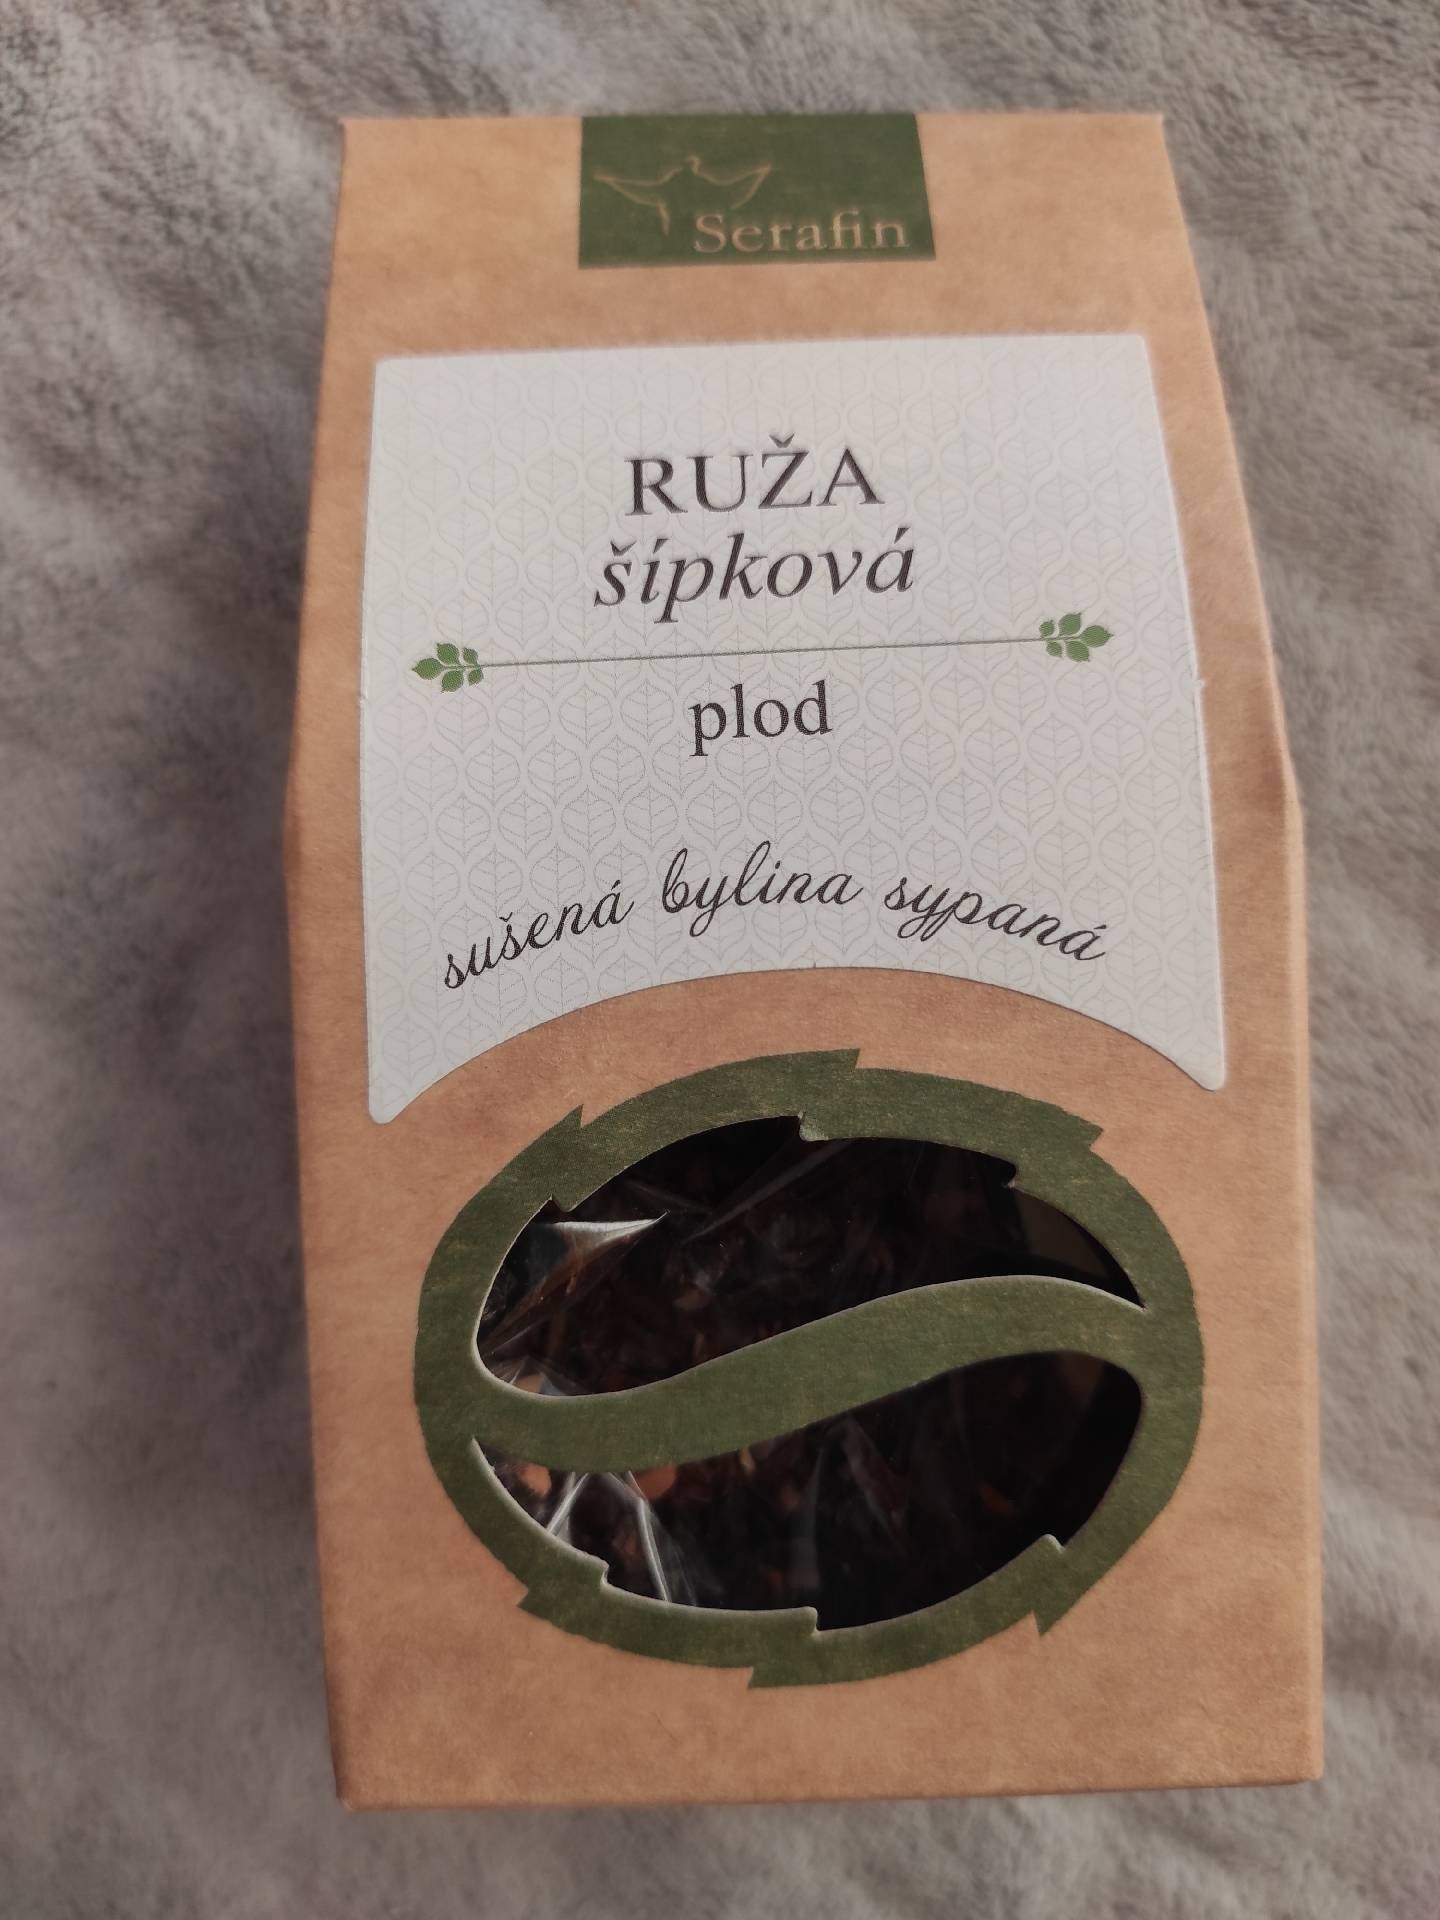 Serafin
RUŽA
šípková
plod
sušená bylina sypaná